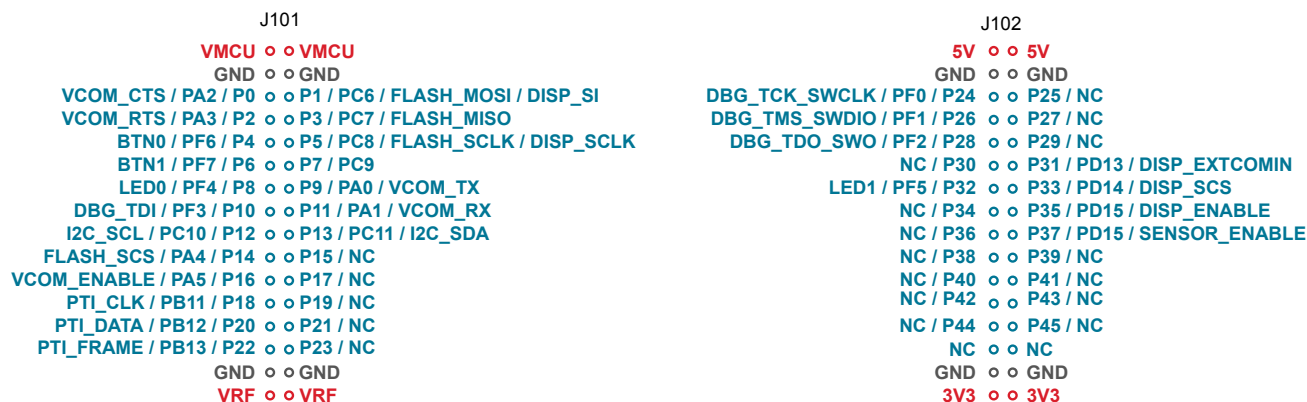 J101
VMCU VMCU
GND GND
VCOM_CTS / PA2 / P0 P1 / PC6 / FLASH_MOSI / DISP_SI
VCOM_RTS / PA3 / P2 P3 / PC7 / FLASH_MISO
BTN0 / PF6 / P4 P5 / PC8 / FLASH_SCLK / DISP_SCLK
BTN1 / PF7 / P6 P7 / PC9
LED0 / PF4 / P8 P9 / PA0 / VCOM_TX
DBG_TDI / PF3 / P10 P11 / PA1 / VCOM_RX
I2C_SCL / PC10 / P12 P13 / PC11 / I2C_SDA
FLASH_SCS / PA4 / P14 P15 / NC
VCOM_ENABLE / PA5 / P16 P17 / NC
PTI_CLK / PB11 / P18 P19 / NC
PTI_DATA / PB12 / P20 P21 / NC
PTI_FRAME / PB13 / P22 P23 / NC
GND GND
VRF VRF
J102
5V 5V
GND GND
DBG_TCK_SWCLK / PF0 / P24 P25 / NC
DBG_TMS_SWDIO / PF1 / P26 P27 / NC
DBG_TDO_SWO / PF2 / P28 P29 / NC
NC / P30 P31 / PD13 / DISP_EXTCOMIN
LED1 / PF5 / P32 P33 / PD14 / DISP_SCS
NC / P34 P35 / PD15 / DISP_ENABLE
NC / P36 P37 / PD15 / SENSOR_ENABLE
NC / P38 P39 / NC
NC / P40 P41 / NC
NC / P42 P43 / NC
NC / P44 P45 / NC
NC NC
GND GND
3V3 3V3